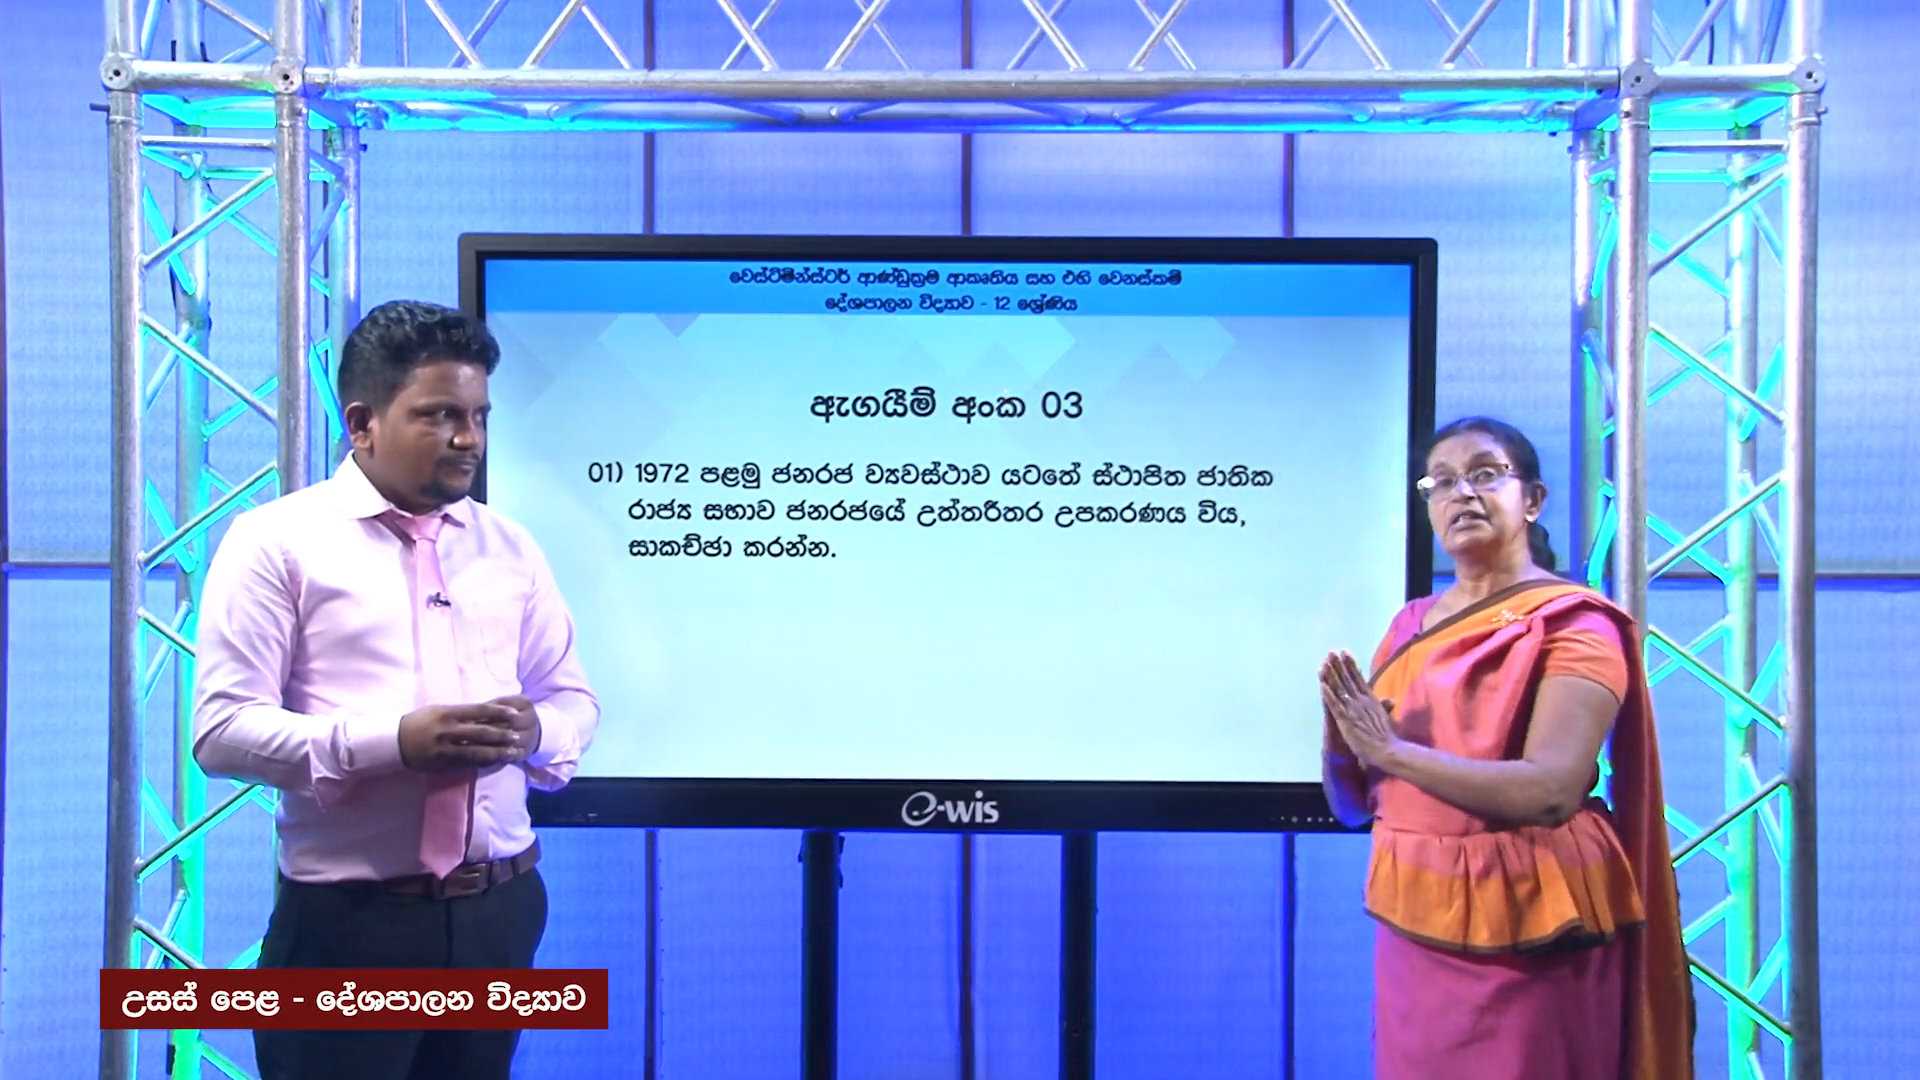 වෙස්ට්මින්ස්ටර් ආණ්ඩුක්‍රම ආකෘතිය සහ එහි වෙනස්කම්
දේශපාලන විද්‍යාව - 12 ශ්‍රේණිය
ඇගයීම් අංක 03
01) 1972 පළමු ජනරජ ව්‍යවස්ථාව යටතේ ස්ථාපිත ජාතික
රාජ්‍ය සභාව ජනරජයේ උත්තරීතර උපකරණය විය,
සාකච්ඡා කරන්න.
e-wis
උසස් පෙළ - දේශපාලන විද්‍යාව